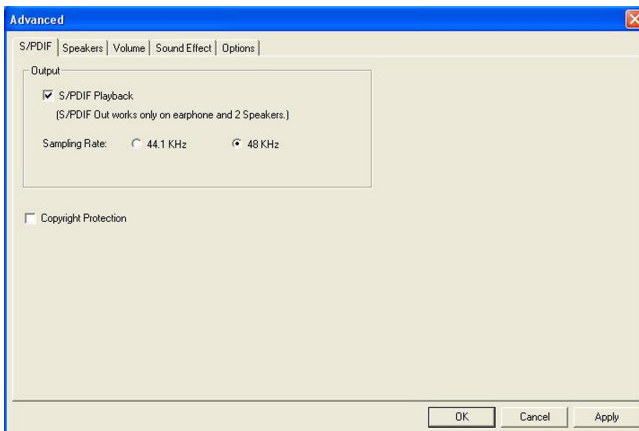 Advanced
S/PDIF Speakers Volume Sound Effect Options
Output
S/PDIF Playback
(S/PDIF Out works only on earphone and 2 Speakers.)
Sampling Rate: 44.1 KHz 48 KHz
Copyright Protection
OK Cancel Apply